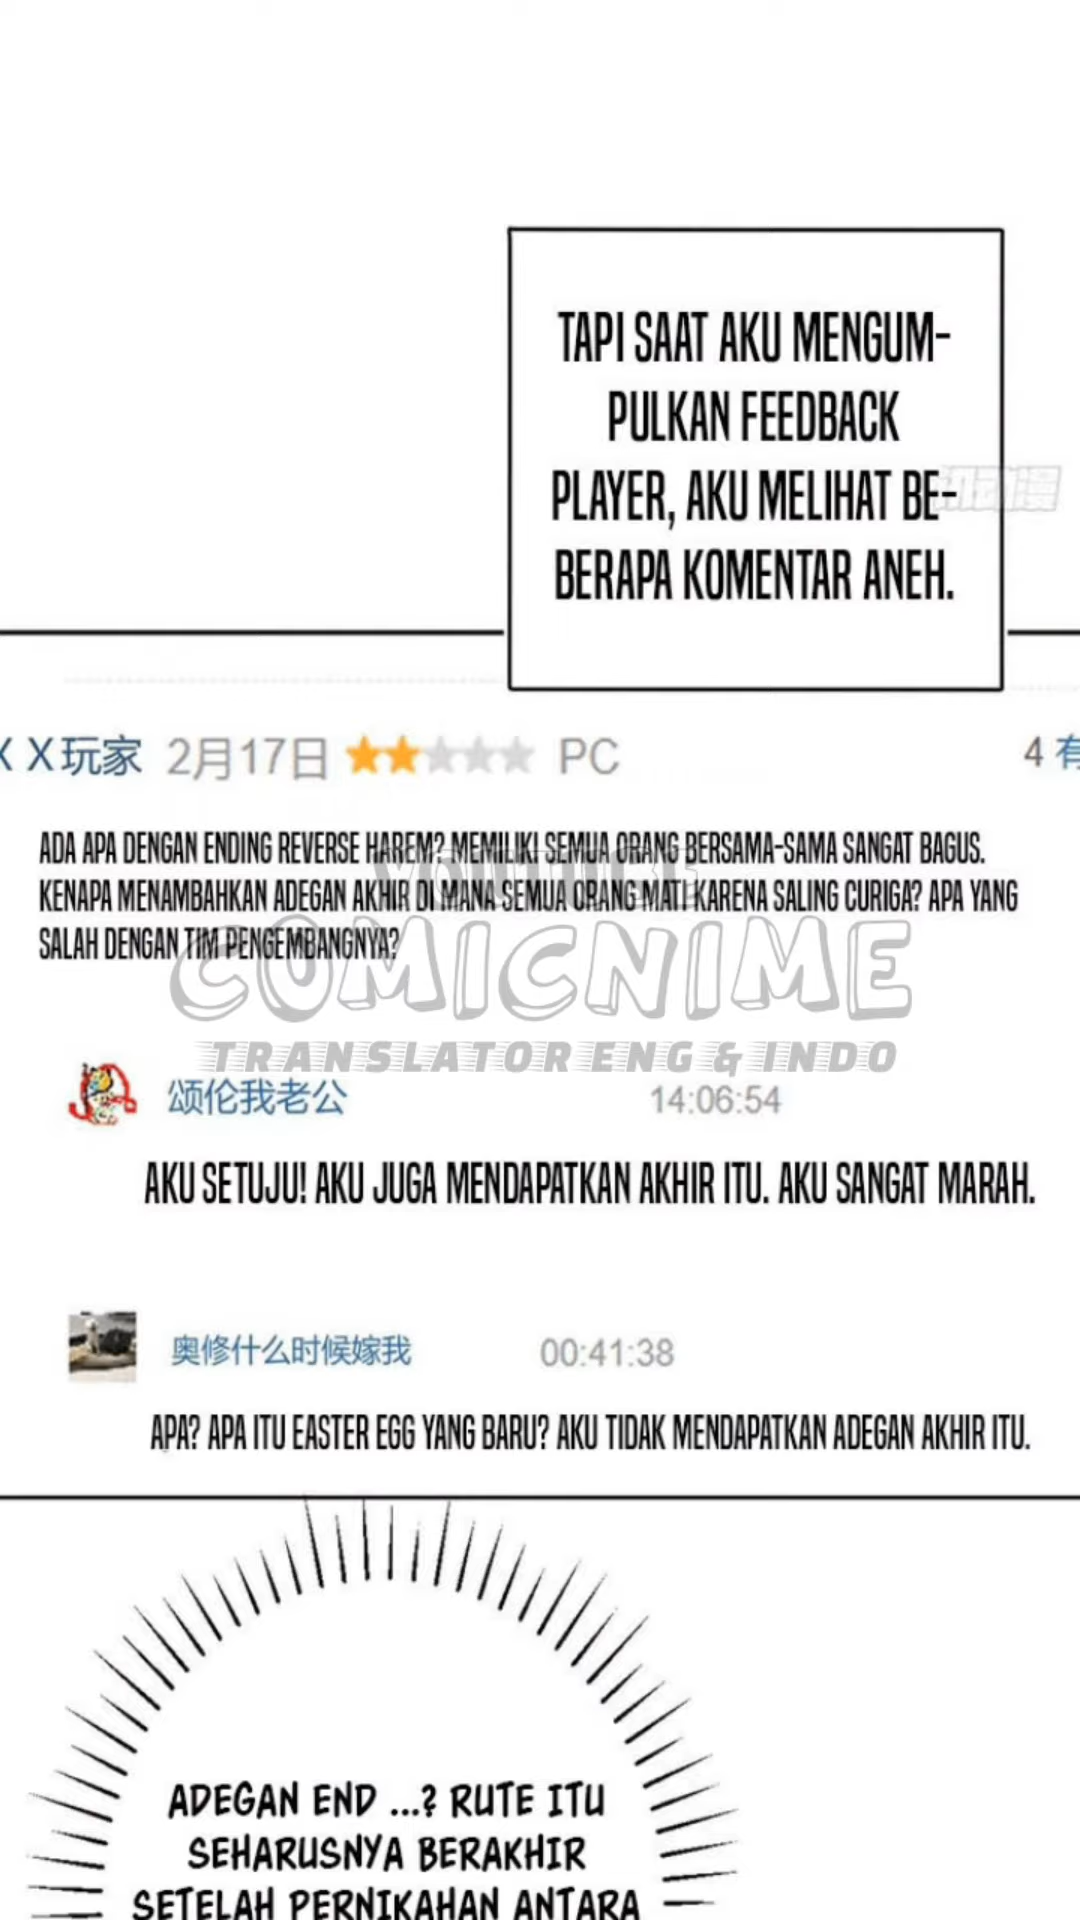 TAPI SAAT AKU MENGUM-
PULKAN FEEDBACK
PLAYER, AKU MELIHAT BE-
BERAPA KOMENTAR ANEH.
X X玩家 2月17日 PC 4 有
ADA APA DENGAN ENDING REVERSE HAREM? MEMILIKI SEMUA ORANG BERSAMA-SAMA SANGAT BAGUS.
KENAPA MENAMBAHKAN ADEGAN AKHIR DI MANA SEMUA ORANG MATI KARENA SALING CURIGA? APA YANG
SALAH DENGAN TIM PENGEMBANGNYA?
YOUTUBE
COMICNIME
TRANSLATOR ENG & INDO
颂伦我老公 14:06:54
AKU SETUJU! AKU JUGA MENDAPATKAN AKHIR ITU. AKU SANGAT MARAH.
奥修什么时候嫁我 00:41:38
APA? APA ITU EASTER EGG YANG BARU? AKU TIDAK MENDAPATKAN ADEGAN AKHIR ITU.
ADEGAN END ...? RUTE ITU
SEHARUSNYA BERAKHIR
SETELAH PERNIKAHAN ANTARA